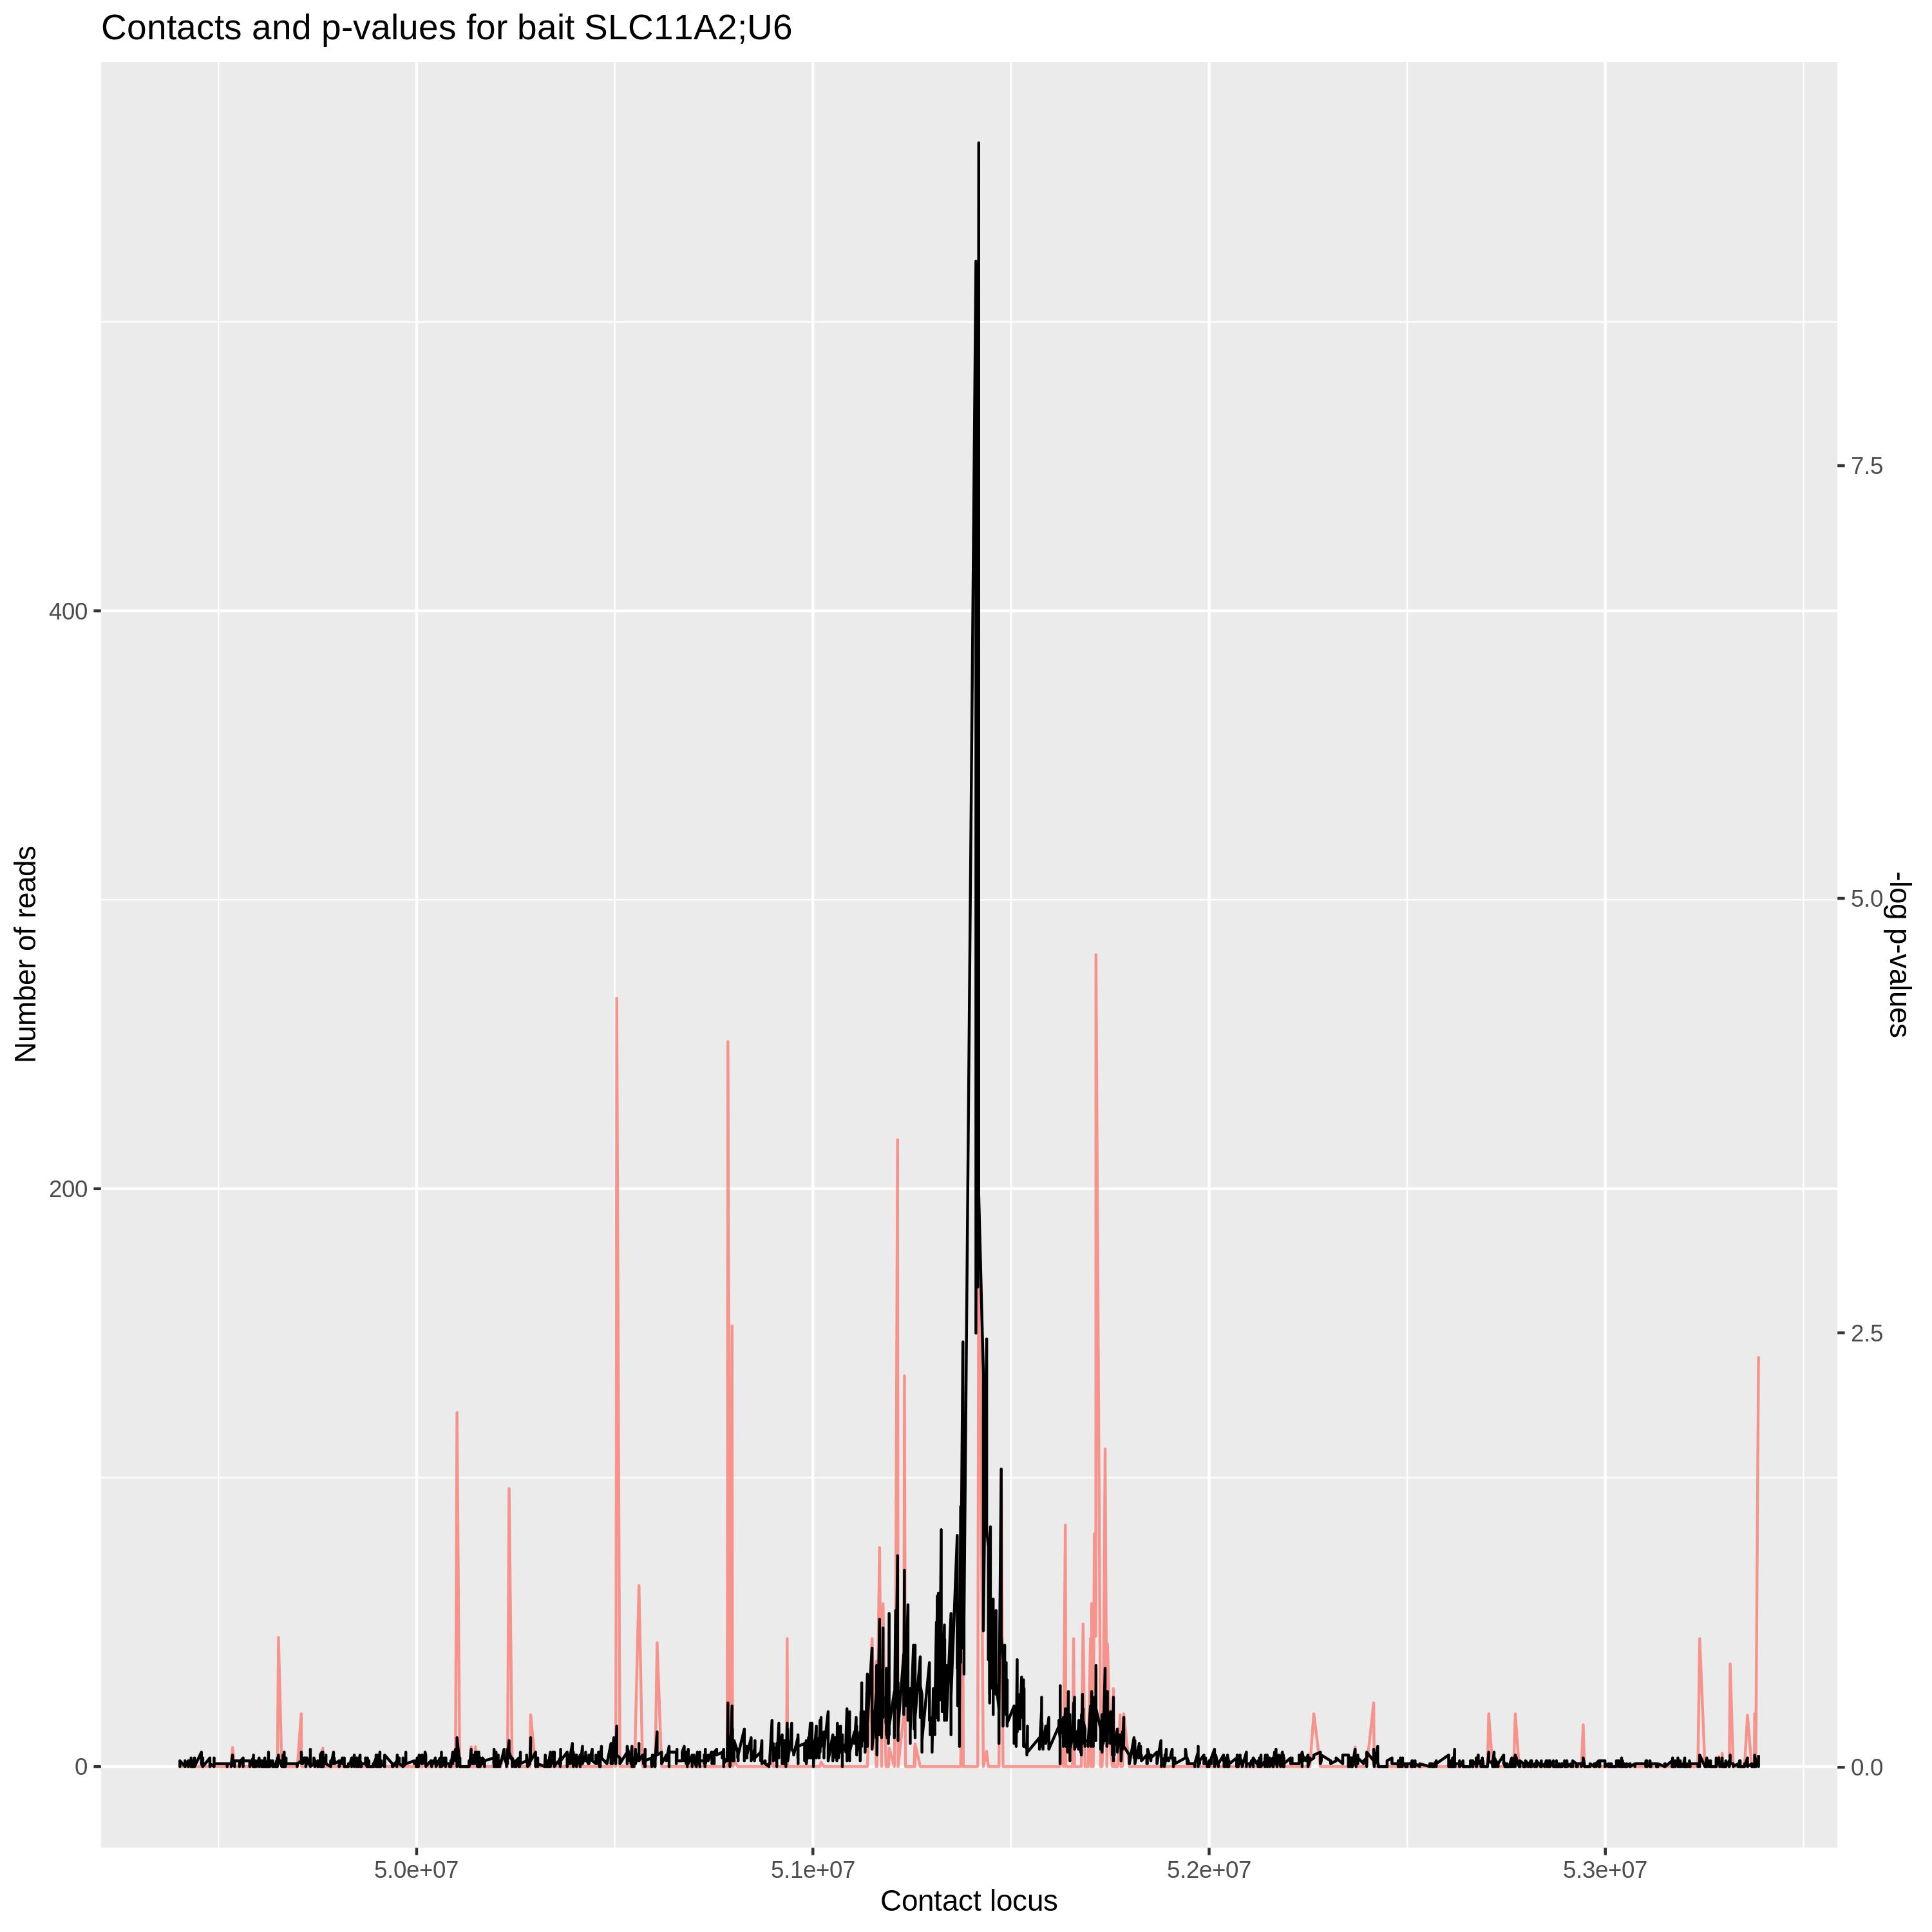 Contacts and p-values for bait SLC11A2;U6
Number of reads
400
200
0
7.5
5.0
2.5
0.0
-log p-values
5.0e+07
5.1e+07
5.2e+07
5.3e+07
Contact locus